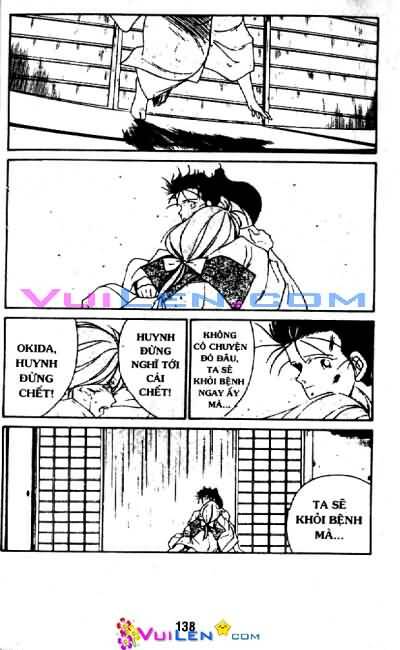 VUILEN.COM
OKIDA,
HUYNH
ĐỪNG
CHẾT!
HUYNH
ĐỪNG
NGHĨ TỚI
CÁI
CHẾT!
KHÔNG
CÓ CHUYỆN
ĐÓ ĐÂU,
TA SẼ
KHỎI BỆNH
NGAY ẤY
MÀ...
TA SẼ
KHỎI BỆNH
MÀ...
138
VUILEN
COM